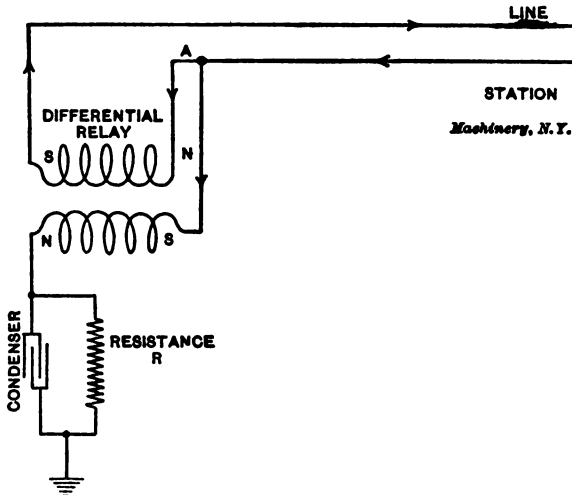 LINE
A
STATION
Machinery, N.Y.
DIFFERENTIAL
RELAY
S
N
N
S
CONDENSER
RESISTANCE
R